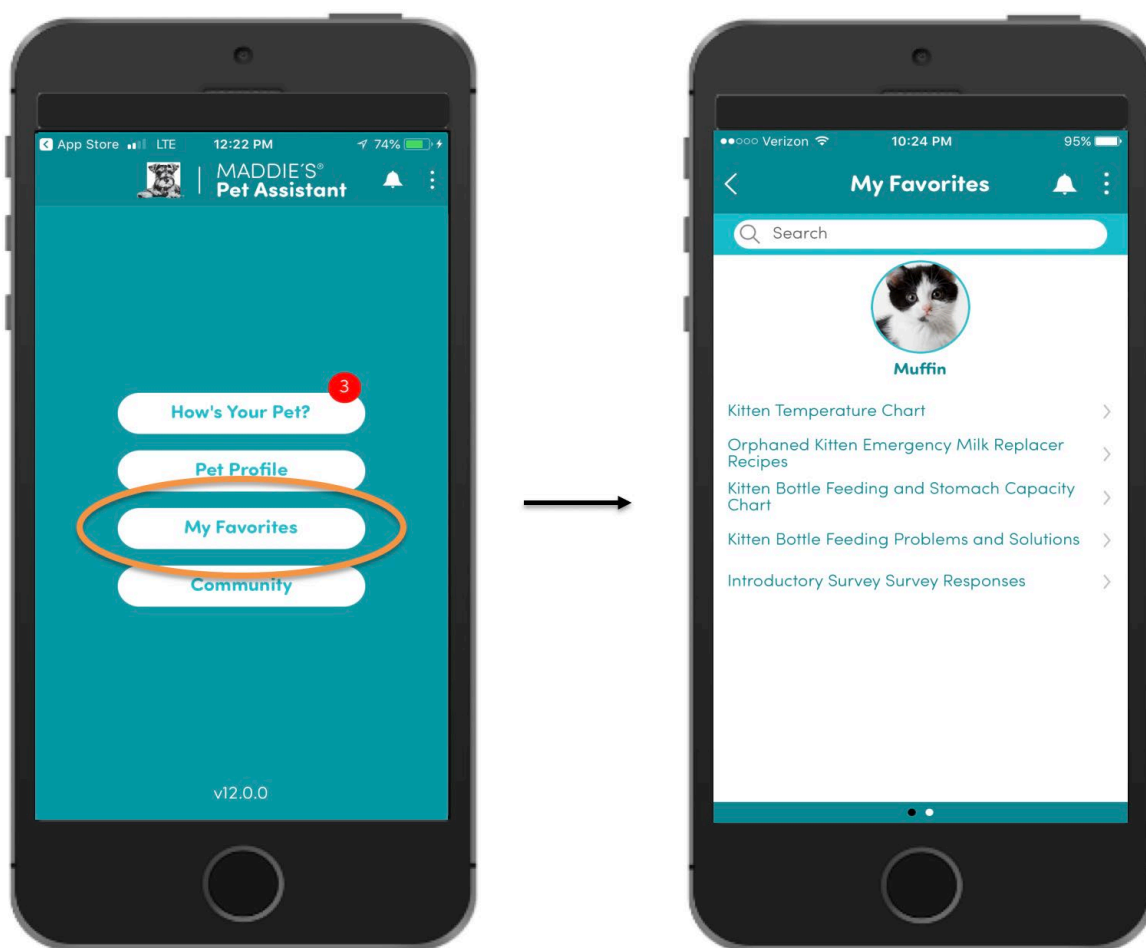 App Store LTE 12:22 PM 74%
MADDIE'S®
Pet Assistant
3
How's Your Pet?
Pet Profile
My Favorites
Community
v12.0.0
Verizon 10:24 PM 95%
My Favorites
Search
Muffin
Kitten Temperature Chart
Orphaned Kitten Emergency Milk Replacer
Recipes
Kitten Bottle Feeding and Stomach Capacity
Chart
Kitten Bottle Feeding Problems and Solutions
Introductory Survey Survey Responses